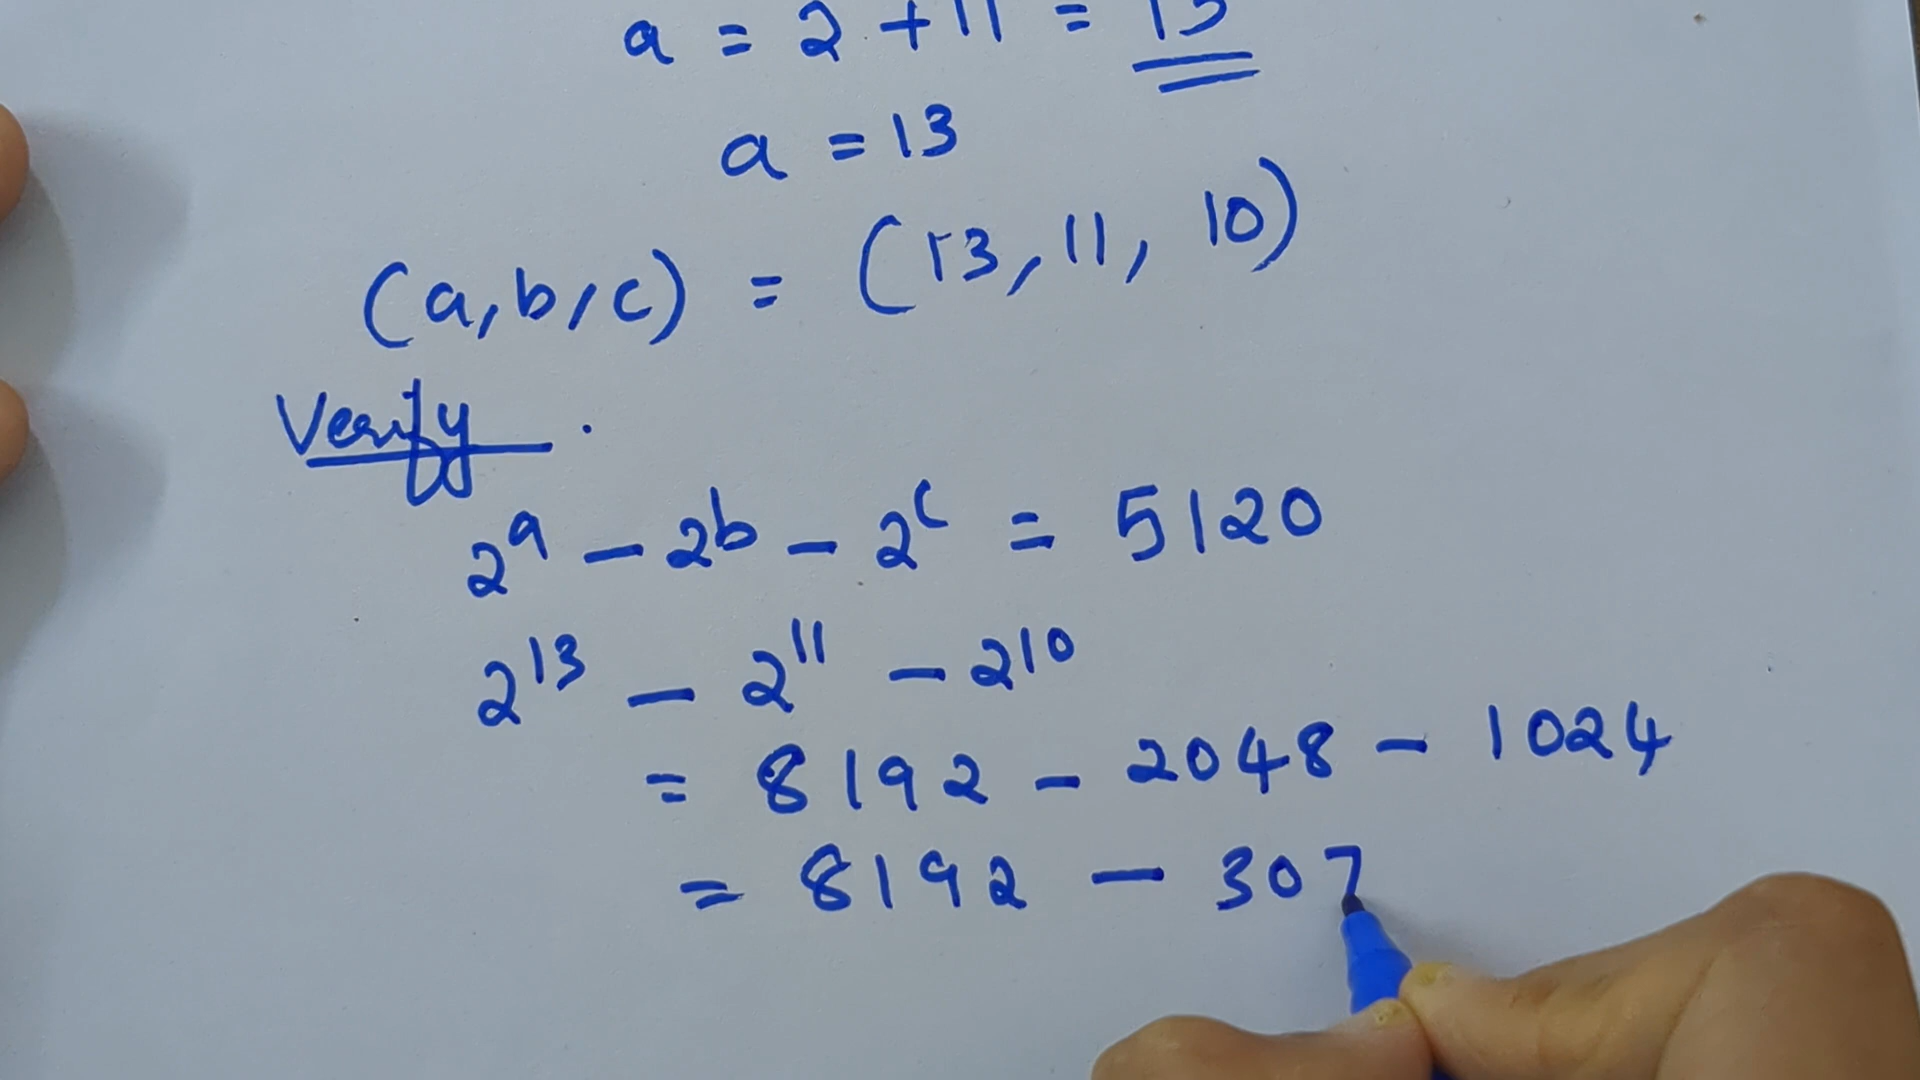 a = 2 + 11 = 13
a = 13
(a, b, c) = (13, 11, 10)
Verify.
2^a - 2^b - 2^c = 5120
2^13 - 2^11 - 2^10
= 8192 - 2048 - 1024
= 8192 - 307